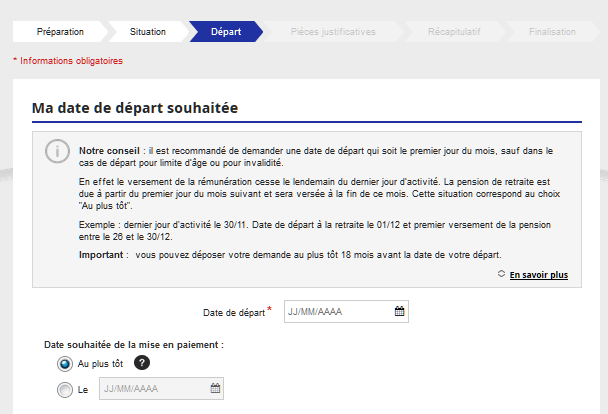 Préparation
Situation
Départ
Pièces justificatives
Récapitulatif
Finalisation
* Informations obligatoires
Ma date de départ souhaitée
Notre conseil : il est recommandé de demander une date de départ qui soit le premier jour du mois, sauf dans le
cas de départ pour limite d'âge ou pour invalidité.
En effet le versement de la rémunération cesse le lendemain du dernier jour d'activité. La pension de retraite est
due à partir du premier jour du mois suivant et sera versée à la fin de ce mois. Cette situation correspond au choix
"Au plus tôt".
Exemple : dernier jour d'activité le 30/11. Date de départ à la retraite le 01/12 et premier versement de la pension
entre le 26 et le 30/12.
Important : vous pouvez déposer votre demande au plus tôt 18 mois avant la date de votre départ.
En savoir plus
Date de départ * JJ/MM/AAAA
Date souhaitée de la mise en paiement :
Au plus tôt ?
Le JJ/MM/AAAA